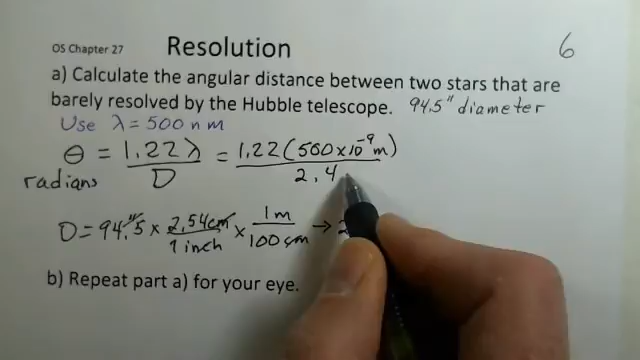 OS Chapter 27 Resolution 6
a) Calculate the angular distance between two stars that are
barely resolved by the Hubble telescope. 94.5" diameter
Use λ = 500 nm
θ = 1.22λ / D = 1.22(500×10⁻⁹m) / 2.4
radians
D = 94.5" × 2.54cm / 1 inch × 1m / 100cm → 2
b) Repeat part a) for your eye.